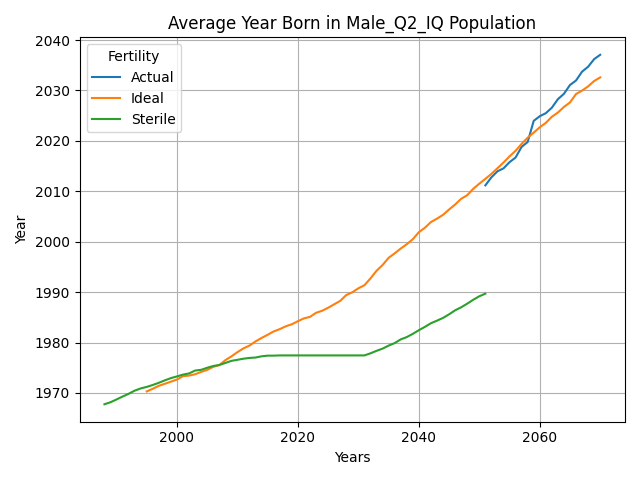 Average Year Born in Male_Q2_IQ Population
Fertility
Actual
Ideal
Sterile
Year
2040
2030
2020
2010
2000
1990
1980
1970
2000
2020
2040
2060
Years